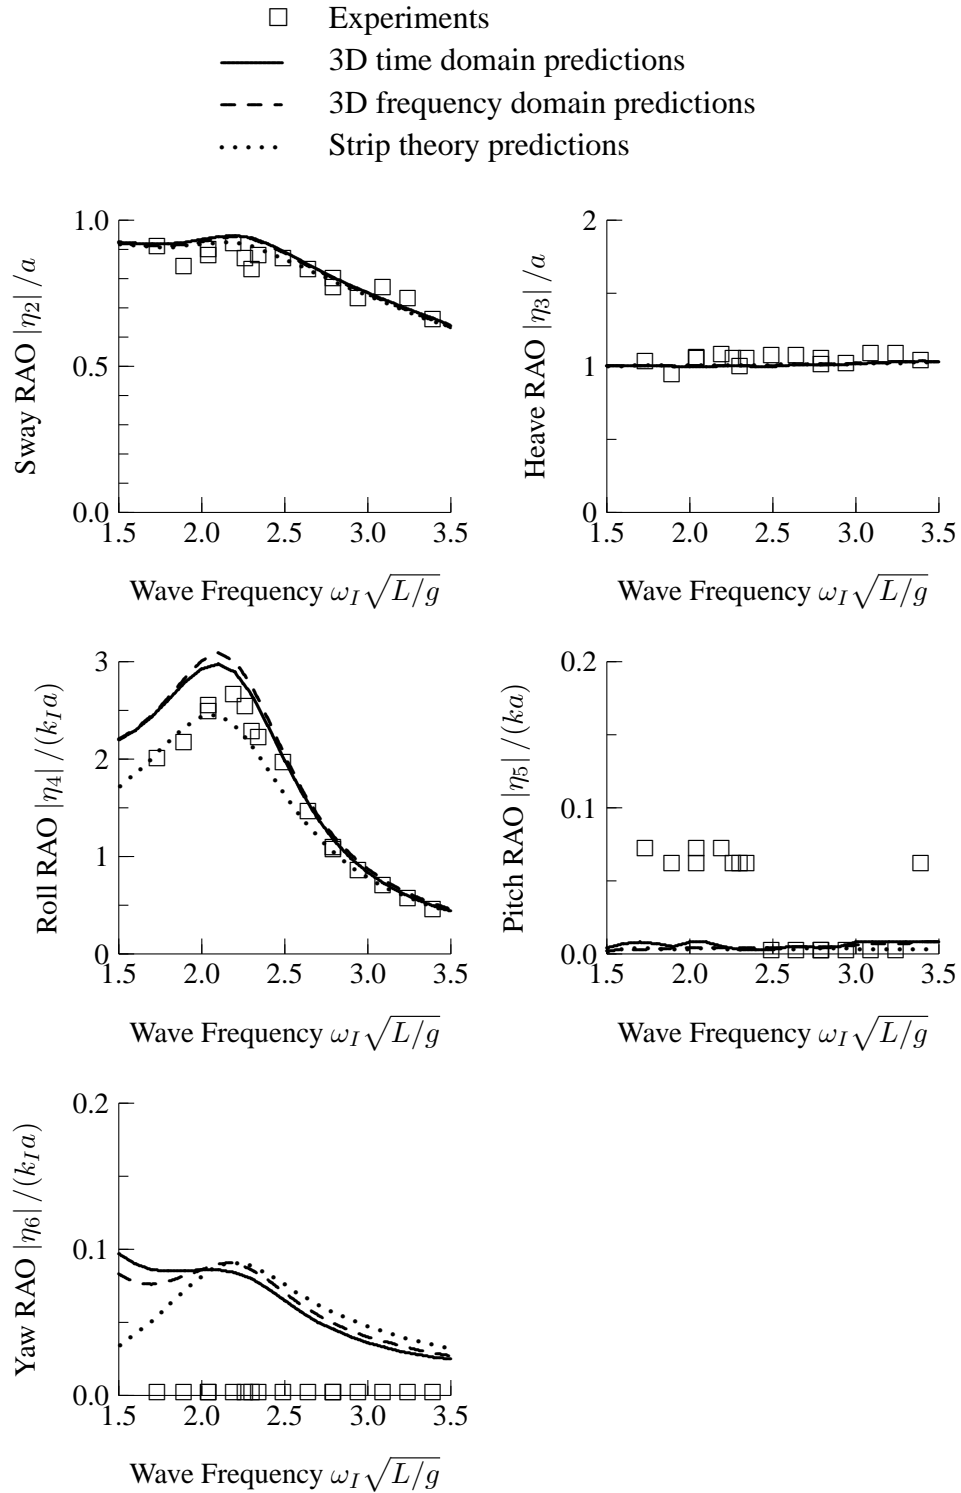 Experiments
3D time domain predictions
3D frequency domain predictions
Strip theory predictions
Sway RAO |η₂|/a
1.0
0.5
0.0
1.5 2.0 2.5 3.0 3.5
Wave Frequency ω_I√(L/g)
Heave RAO |η₃|/a
2
1
0
1.5 2.0 2.5 3.0 3.5
Wave Frequency ω_I√(L/g)
Roll RAO |η₄|/(k_I a)
3
2
1
0
1.5 2.0 2.5 3.0 3.5
Wave Frequency ω_I√(L/g)
Pitch RAO |η₅|/(ka)
0.2
0.1
0.0
1.5 2.0 2.5 3.0 3.5
Wave Frequency ω_I√(L/g)
Yaw RAO |η₆|/(k_I a)
0.2
0.1
0.0
1.5 2.0 2.5 3.0 3.5
Wave Frequency ω_I√(L/g)